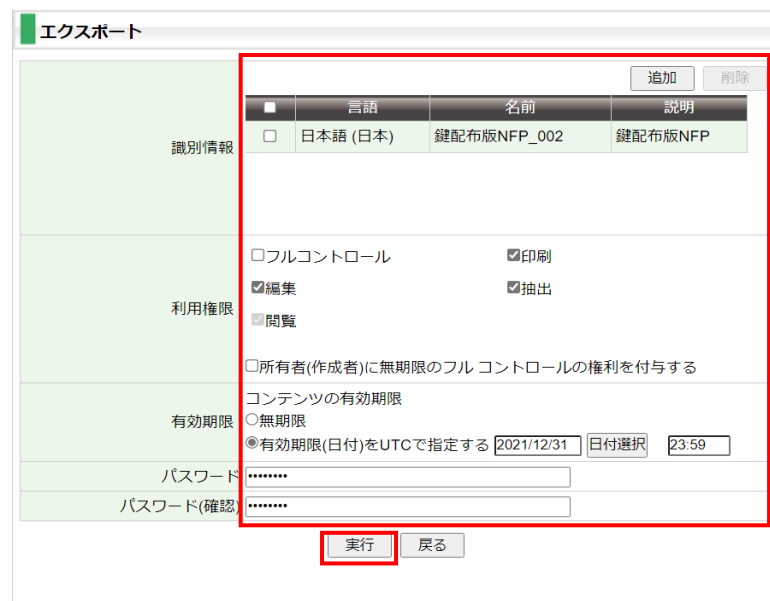 エクスポート
追加 削除
言語 名前 説明
識別情報 日本語 (日本) 鍵配布版NFP_002 鍵配布版NFP
フルコントロール 印刷
編集 抽出
利用権限
閲覧
所有者(作成者)に無期限のフル コントロールの権利を付与する
コンテンツの有効期限
有効期限 無期限
有効期限(日付)をUTCで指定する 2021/12/31 日付選択 23:59
パスワード ••••••••
パスワード(確認) ••••••••
実行 戻る